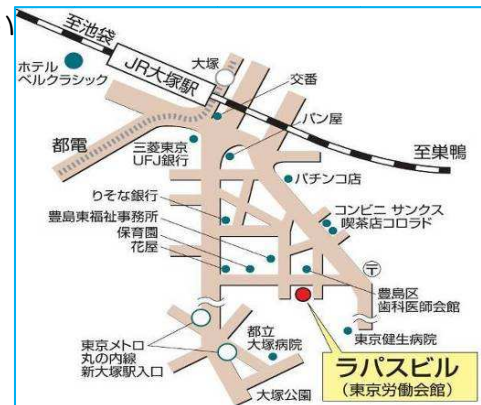 至池袋
ホテル
ベルクラシック
JR大塚駅
大塚
交番
パン屋
都電
三菱東京
UFJ銀行
至巣鴨
パチンコ店
りそな銀行
豊島東福祉事務所
保育園
花屋
コンビニ サンクス
喫茶店コロラド
〒
豊島区
歯科医師会館
東京メトロ
丸の内線
新大塚駅入口
都立
大塚病院
東京健生病院
大塚公園
ラパスビル
(東京労働会館)